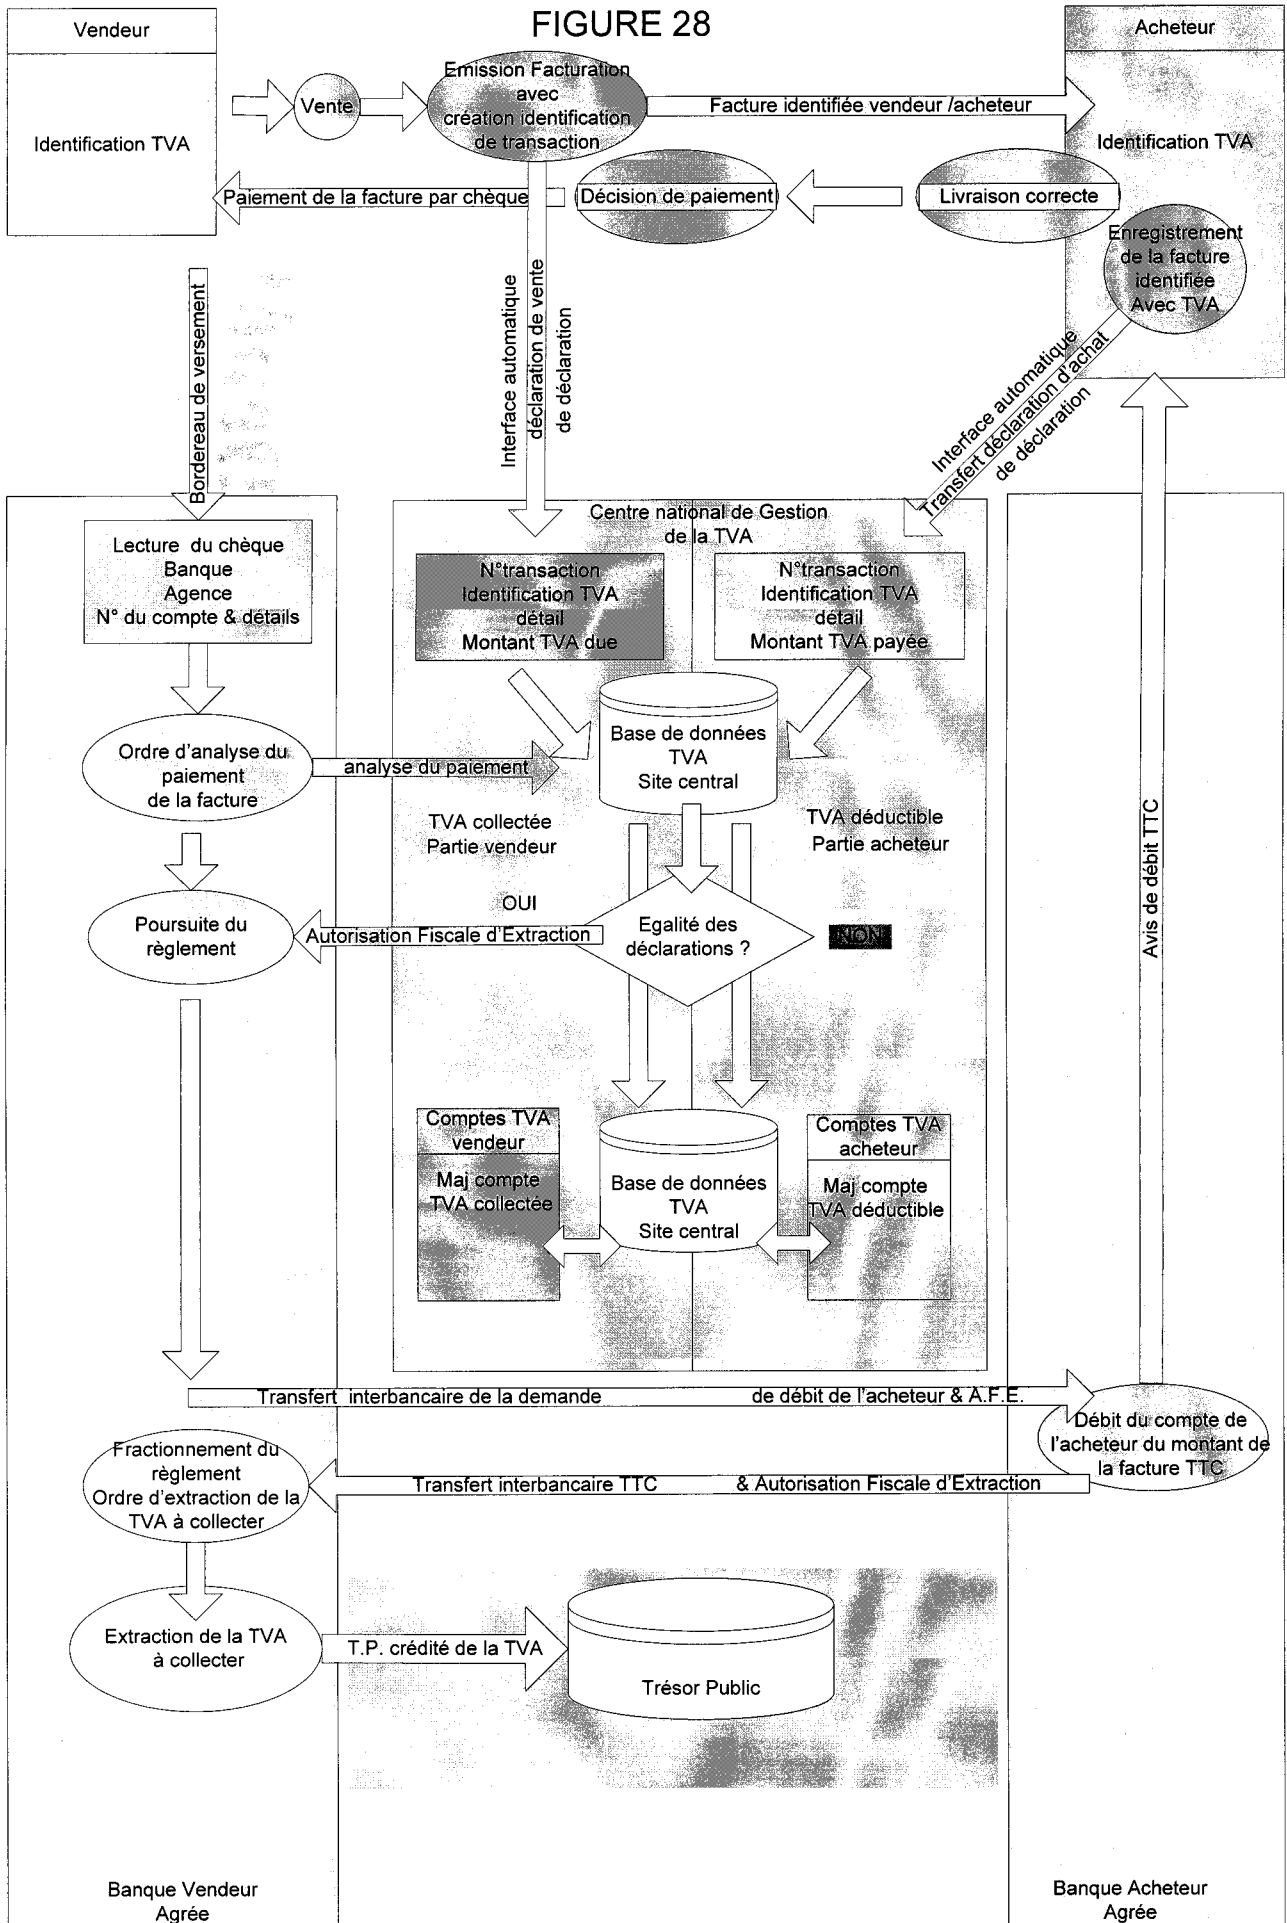 FIGURE 28
Vendeur
Identification TVA
Vente
Emission Facturation
avec
création identification
de transaction
Facture identifiée vendeur /acheteur
Acheteur
Identification TVA
Paiement de la facture par chèque
Décision de paiement
Livraison correcte
Enregistrement
de la facture
identifiée
Avec TVA
Bordereau de versement
Interface automatique
déclaration de vente
de déclaration
Interface automatique
Transfert déclaration d'achat
de déclaration
Lecture du chèque
Banque
Agence
N° du compte & détails
Centre national de Gestion
de la TVA
N°transaction
Identification TVA
détail
Montant TVA due
N°transaction
Identification TVA
détail
Montant TVA payée
Ordre d'analyse du
paiement
de la facture
analyse du paiement
Base de données
TVA
Site central
TVA collectée
Partie vendeur
TVA déductible
Partie acheteur
Avis de débit TTC
Poursuite du
règlement
OUI
Autorisation Fiscale d'Extraction
Egalité des
déclarations ?
NON
Comptes TVA
vendeur
Maj compte
TVA collectée
Base de données
TVA
Site central
Comptes TVA
acheteur
Maj compte
TVA déductible
Transfert interbancaire de la demande de débit de l'acheteur & A.F.E.
Débit du compte de
l'acheteur du montant de
la facture TTC
Fractionnement du
règlement
Ordre d'extraction de la
TVA à collecter
Transfert interbancaire TTC & Autorisation Fiscale d'Extraction
Extraction de la TVA
à collecter
T.P. crédité de la TVA
Trésor Public
Banque Vendeur
Agrée
Banque Acheteur
Agrée